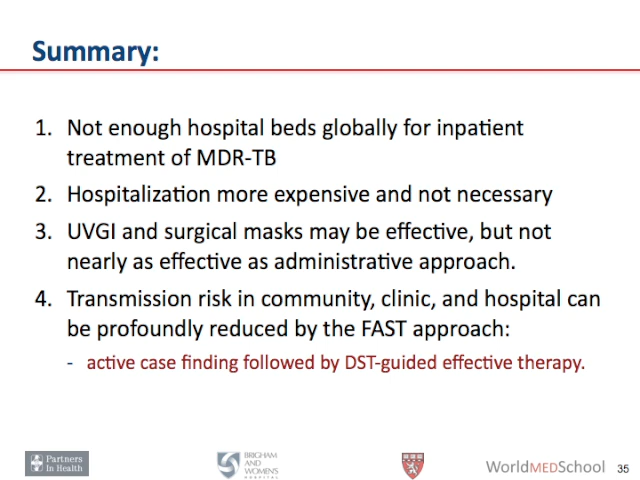 Summary:
1. Not enough hospital beds globally for inpatient
treatment of MDR-TB
2. Hospitalization more expensive and not necessary
3. UVGI and surgical masks may be effective, but not
nearly as effective as administrative approach.
4. Transmission risk in community, clinic, and hospital can
be profoundly reduced by the FAST approach:
- active case finding followed by DST-guided effective therapy.
Partners
In Health
BRIGHAM
AND
WOMEN'S
HOSPITAL
WorldMEDSchool
35